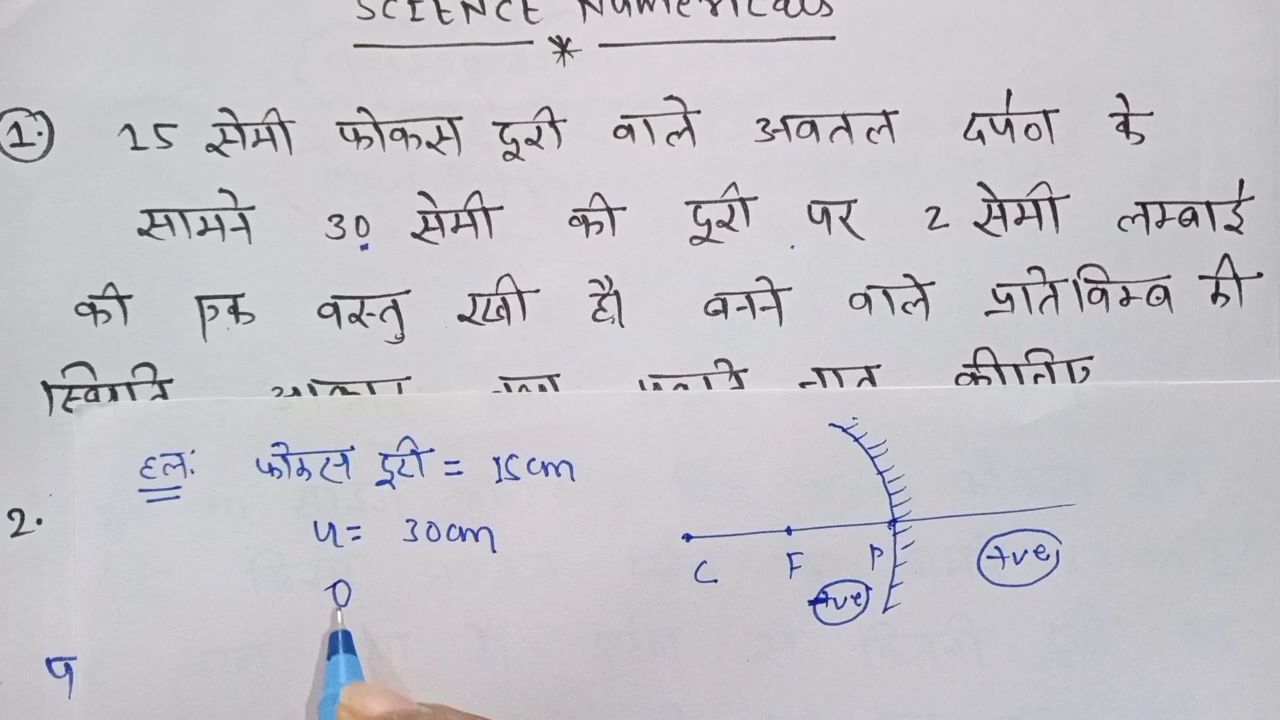 SCIENCE Numericals
1. 15 सेमी फोकस दूरी वाले अवतल दर्पण के
सामने 30 सेमी की दूरी पर 2 सेमी लम्बाई
की एक वस्तु रखी है। बनने वाले प्रतिबिम्ब की
कीजिए
हलः फोकस दूरी = 15cm
2.
u = 30cm
C F P +ve
+ve
O
प